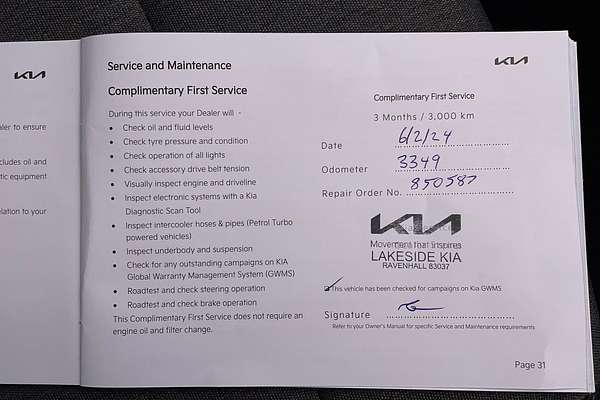 KIA
KIA
Service and Maintenance
Complimentary First Service
aler to ensure
cludes oil and
tic equipment
elation to your
During this service your Dealer will -
• Check oil and fluid levels
• Check tyre pressure and condition
• Check operation of all lights
• Check accessory drive belt tension
• Visually inspect engine and driveline
• Inspect electronic systems with a Kia
Diagnostic Scan Tool
• Inspect intercooler hoses & pipes (Petrol Turbo
powered vehicles)
• Inspect underbody and suspension
• Check for any outstanding campaigns on KIA
Global Warranty Management System (GWMS)
• Roadtest and check steering operation
• Roadtest and check brake operation
This Complimentary First Service does not require an
engine oil and filter change.
Complimentary First Service
3 Months / 3,000 km
Date 6/2/24
Odometer 3349
Repair Order No. 850587
KIA
Movement that inspires
LAKESIDE KIA
RAVENHALL 83037
This vehicle has been checked for campaigns on Kia GWMS
Signature
Refer to your Owner's Manual for specific Service and Maintenance requirements
Page 31